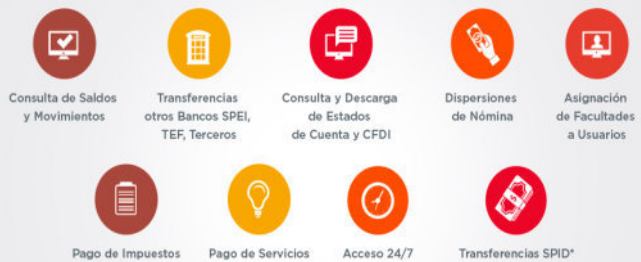 Consulta de Saldos
y Movimientos
Transferencias
otros Bancos SPEI,
TEF, Terceros
Consulta y Descarga
de Estados
de Cuenta y CFDI
Dispersiones
de Nómina
Asignación
de Facultades
a Usuarios
Pago de Impuestos
Pago de Servicios
Acceso 24/7
Transferencias SPID*